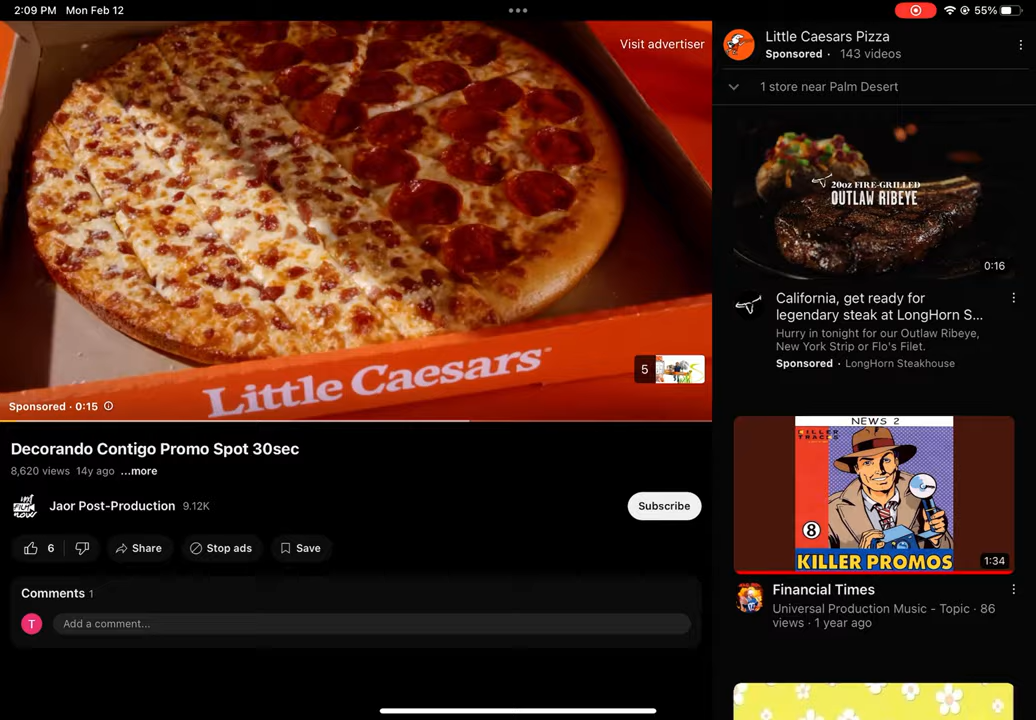 2:09 PM Mon Feb 12
55%
Visit advertiser
Little Caesars
5
Sponsored · 0:15
Decorando Contigo Promo Spot 30sec
8,620 views 14y ago ...more
Jaor Post-Production 9.12K
Subscribe
6
Share
Stop ads
Save
Comments 1
T
Add a comment...
Little Caesars Pizza
Sponsored · 143 videos
1 store near Palm Desert
20oz FIRE-GRILLED
OUTLAW RIBEYE
0:16
California, get ready for
legendary steak at LongHorn S...
Hurry in tonight for our Outlaw Ribeye,
New York Strip or Flo's Filet.
Sponsored · LongHorn Steakhouse
NEWS 2
KILLER
TRACKS
8
KILLER PROMOS
1:34
Financial Times
Universal Production Music - Topic · 86
views · 1 year ago